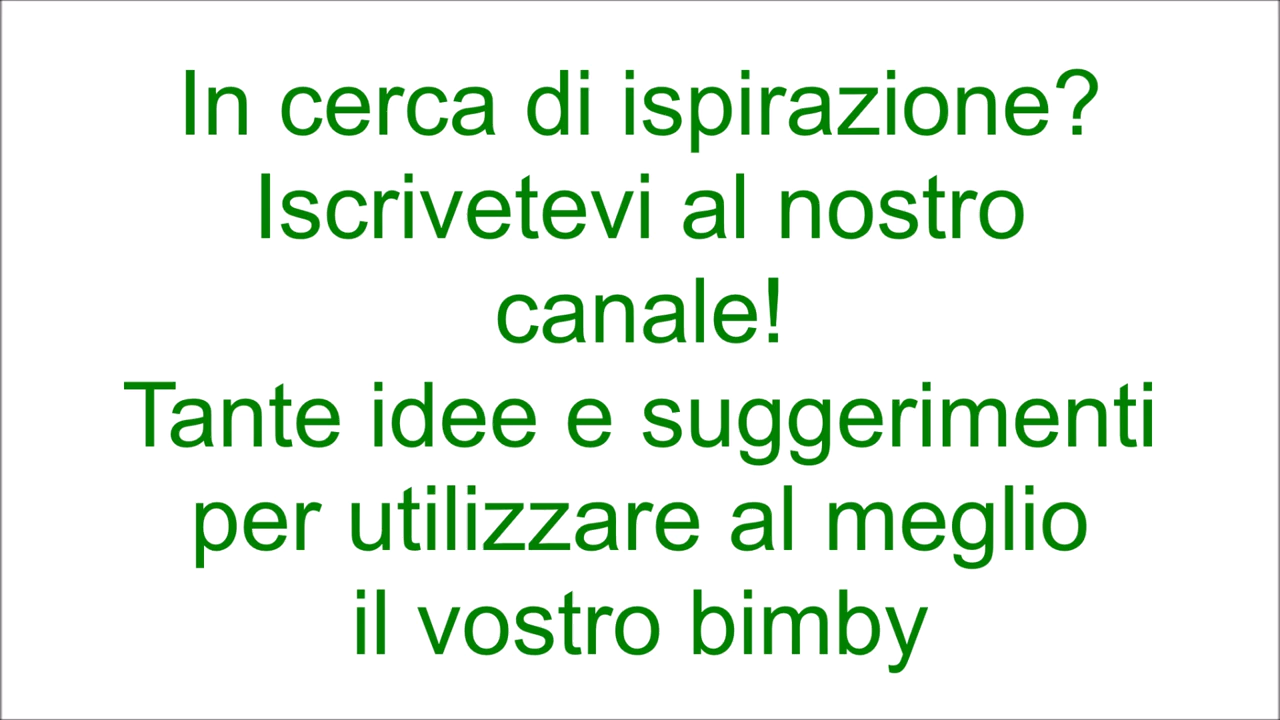 In cerca di ispirazione?
Iscrivetevi al nostro
canale!
Tante idee e suggerimenti
per utilizzare al meglio
il vostro bimby